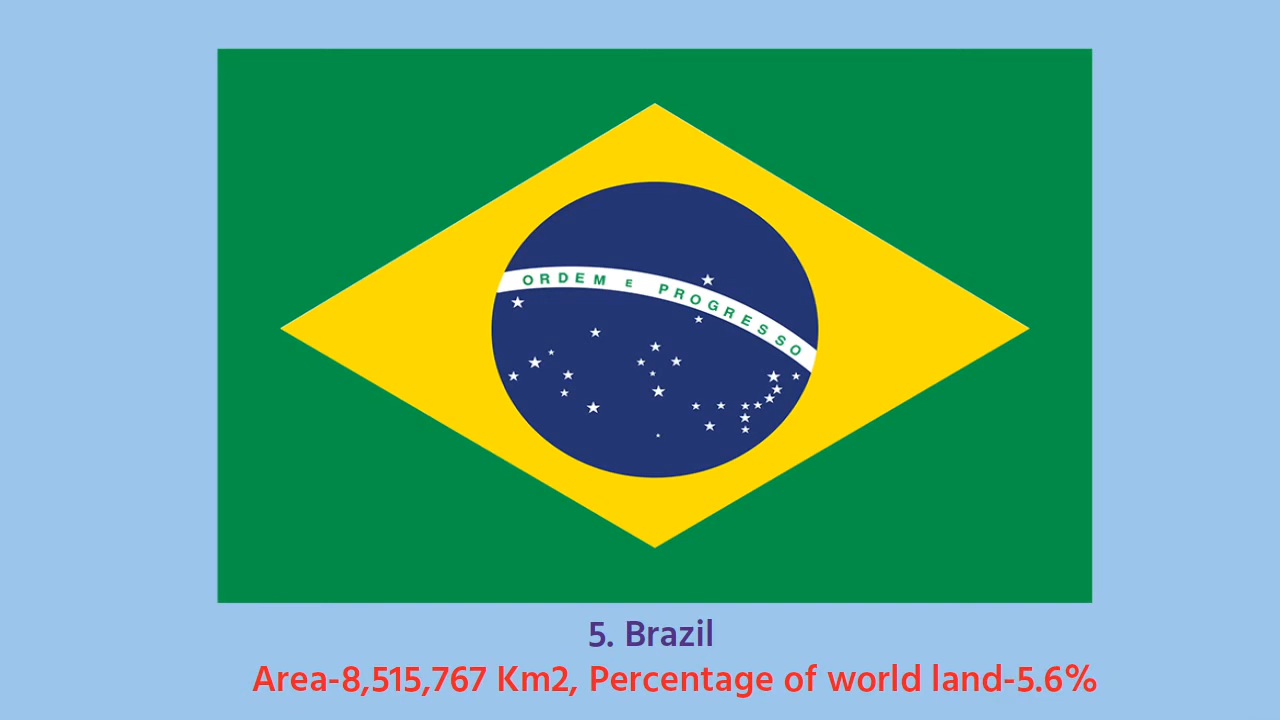 ORDEM E PROGRESSO
5. Brazil
Area-8,515,767 Km2, Percentage of world land-5.6%